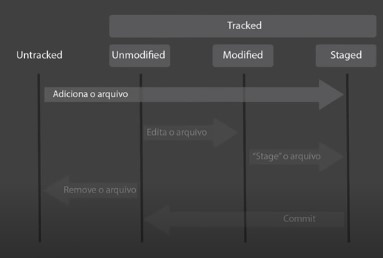 Tracked
Untracked
Unmodified
Modified
Staged
Adiciona o arquivo
Edita o arquivo
"Stage" o arquivo
Remove o arquivo
Commit